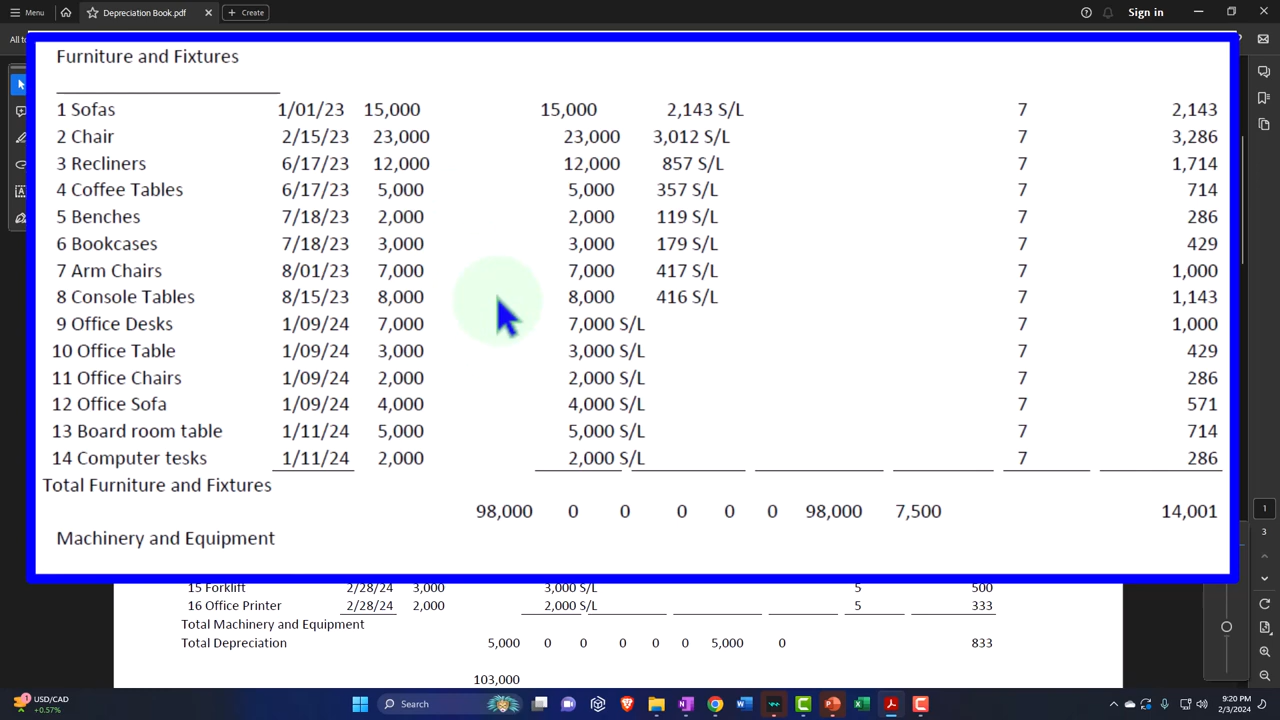 Menu
Depreciation Book.pdf
Create
Sign in
All to
Furniture and Fixtures
1 Sofas 1/01/23 15,000 15,000 2,143 S/L 7 2,143
2 Chair 2/15/23 23,000 23,000 3,012 S/L 7 3,286
3 Recliners 6/17/23 12,000 12,000 857 S/L 7 1,714
4 Coffee Tables 6/17/23 5,000 5,000 357 S/L 7 714
5 Benches 7/18/23 2,000 2,000 119 S/L 7 286
6 Bookcases 7/18/23 3,000 3,000 179 S/L 7 429
7 Arm Chairs 8/01/23 7,000 7,000 417 S/L 7 1,000
8 Console Tables 8/15/23 8,000 8,000 416 S/L 7 1,143
9 Office Desks 1/09/24 7,000 7,000 S/L 7 1,000
10 Office Table 1/09/24 3,000 3,000 S/L 7 429
11 Office Chairs 1/09/24 2,000 2,000 S/L 7 286
12 Office Sofa 1/09/24 4,000 4,000 S/L 7 571
13 Board room table 1/11/24 5,000 5,000 S/L 7 714
14 Computer tesks 1/11/24 2,000 2,000 S/L 7 286
Total Furniture and Fixtures
98,000 0 0 0 0 0 98,000 7,500 14,001
Machinery and Equipment
15 Forklift 2/28/24 3,000 3,000 S/L 5 500
16 Office Printer 2/28/24 2,000 2,000 S/L 5 333
Total Machinery and Equipment
Total Depreciation 5,000 0 0 0 0 0 5,000 0 833
103,000
1
3
USD/CAD
+0.57%
Search
9:20 PM
2/3/2024